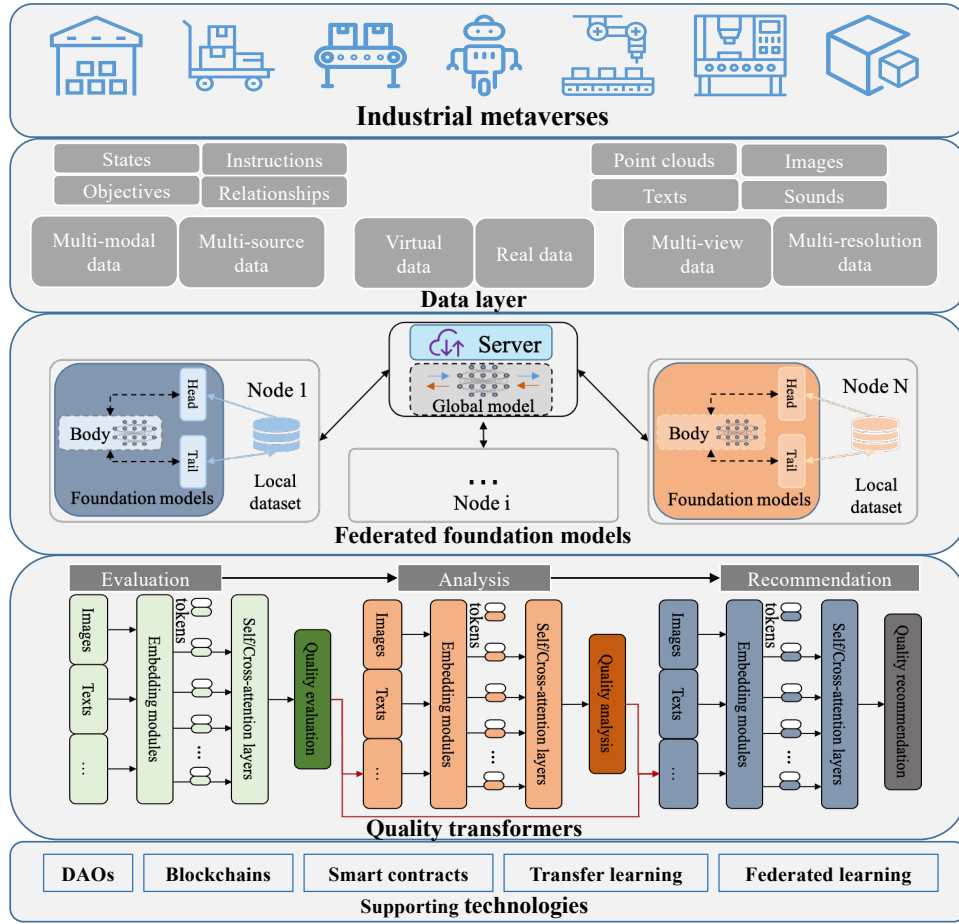 Industrial metaverses
States
Instructions
Objectives
Relationships
Point clouds
Images
Texts
Sounds
Multi-modal
data
Multi-source
data
Virtual
data
Real data
Multi-view
data
Multi-resolution
data
Data layer
Server
Global model
Node 1
Head
Body
Tail
Foundation models
Local
dataset
...
Node i
Node N
Head
Body
Tail
Foundation models
Local
dataset
Federated foundation models
Evaluation
Analysis
Recommendation
Images
Texts
...
Embedding modules
tokens
...
Self/Cross-attention layers
Quality evaluation
Images
Texts
...
Embedding modules
tokens
...
Self/Cross-attention layers
Quality analysis
Images
Texts
...
Embedding modules
tokens
...
Self/Cross-attention layers
Quality recommendation
Quality transformers
DAOs
Blockchains
Smart contracts
Transfer learning
Federated learning
Supporting technologies